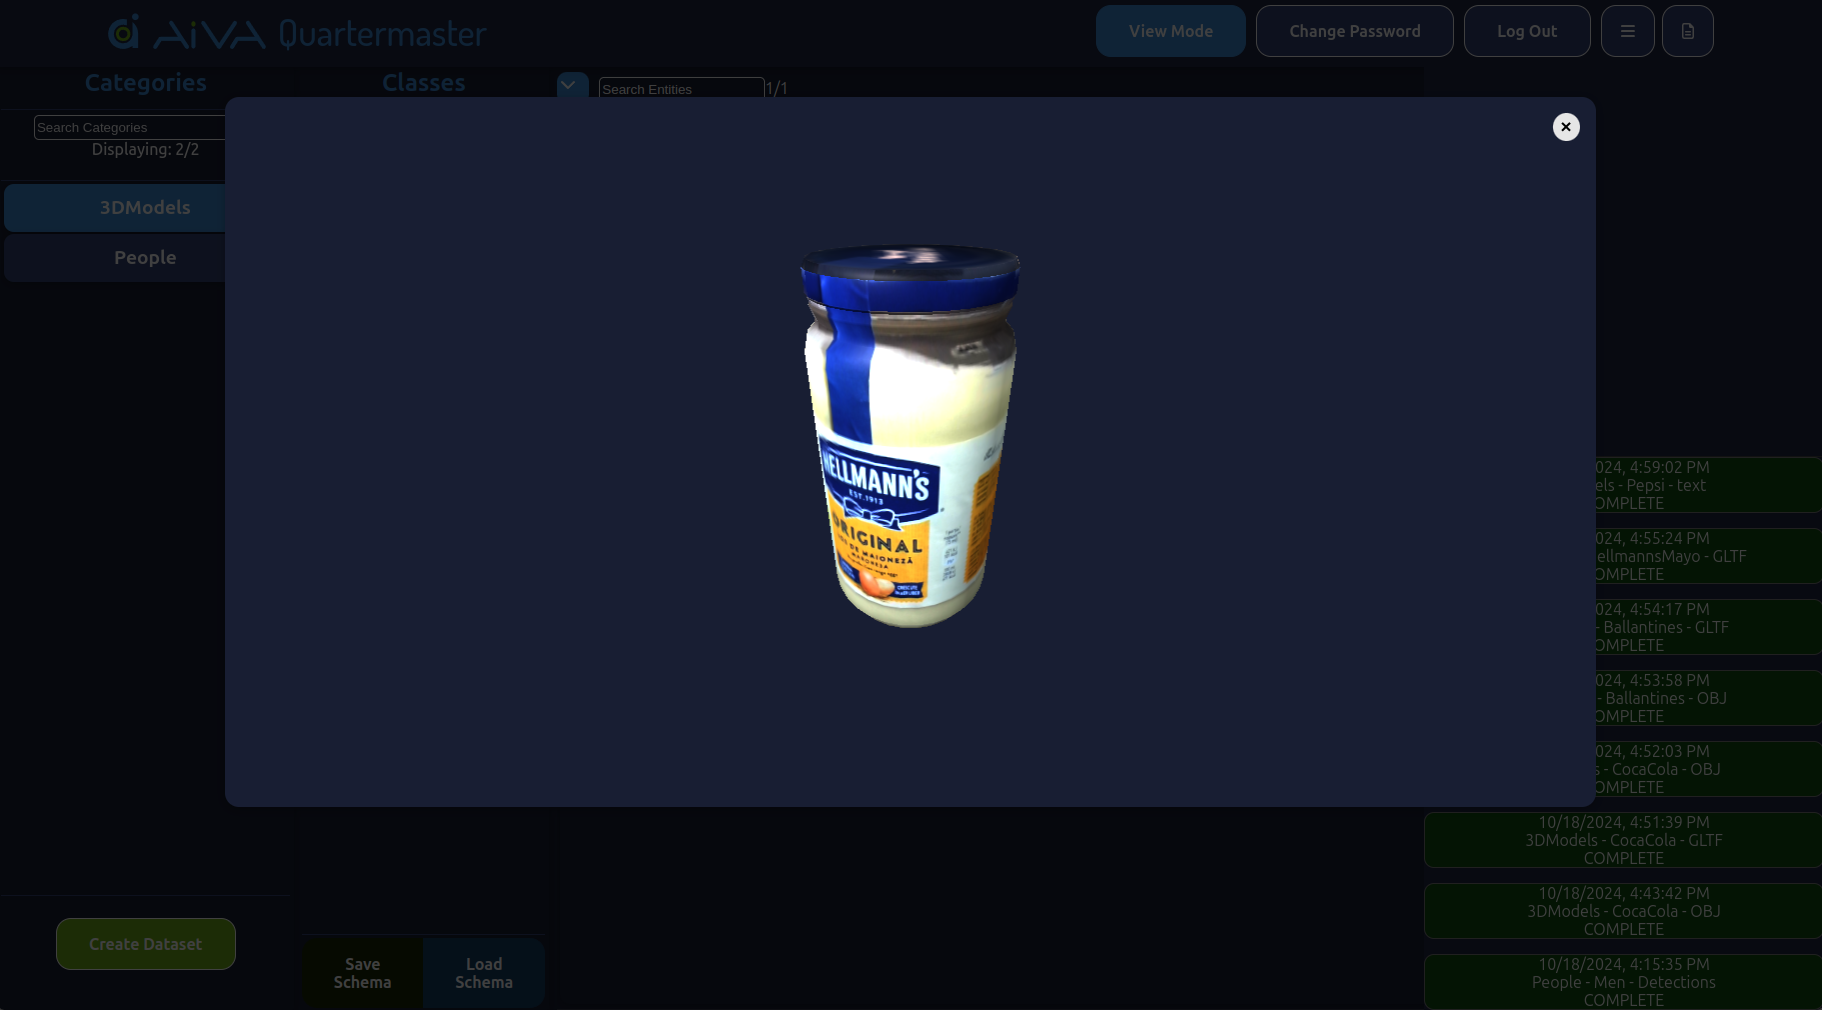 AiVA Quartermaster
View Mode
Change Password
Log Out
Categories
Classes
Search Entities
1/1
Search Categories
Displaying: 2/2
3DModels
People
HELLMANN'S
EST.1913
ORIGINAL
DE MAIONEZĂ
024, 4:59:02 PM
els - Pepsi - text
OMPLETE
024, 4:55:24 PM
ellmannsMayo - GLTF
OMPLETE
024, 4:54:17 PM
- Ballantines - GLTF
OMPLETE
024, 4:53:58 PM
- Ballantines - OBJ
OMPLETE
024, 4:52:03 PM
s - CocaCola - OBJ
OMPLETE
10/18/2024, 4:51:39 PM
3DModels - CocaCola - GLTF
COMPLETE
10/18/2024, 4:43:42 PM
3DModels - CocaCola - OBJ
COMPLETE
10/18/2024, 4:15:35 PM
People - Men - Detections
COMPLETE
Create Dataset
Save
Schema
Load
Schema